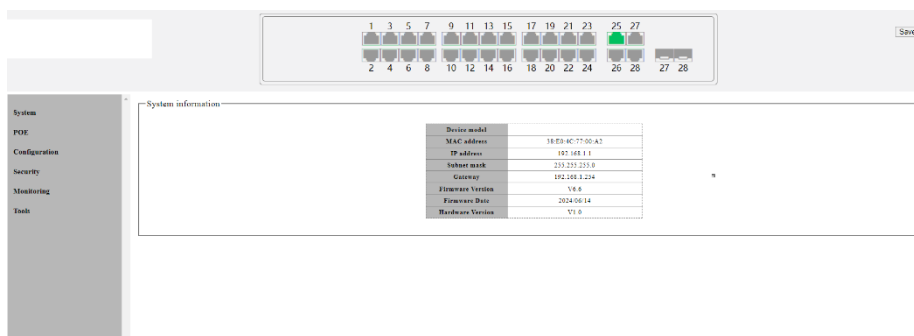 1 3 5 7 9 11 13 15 17 19 21 23 25 27
Save
2 4 6 8 10 12 14 16 18 20 22 24 26 28 27 28
System
POE
Configuration
Security
Monitoring
Tools
System information
Device model
MAC address 38:E8:4C:77:00:A2
IP address 192.168.1.1
Subnet mask 255.255.255.0
Gateway 192.168.1.254
Firmware Version V6.6
Firmware Date 2024/06/14
Hardware Version V1.0